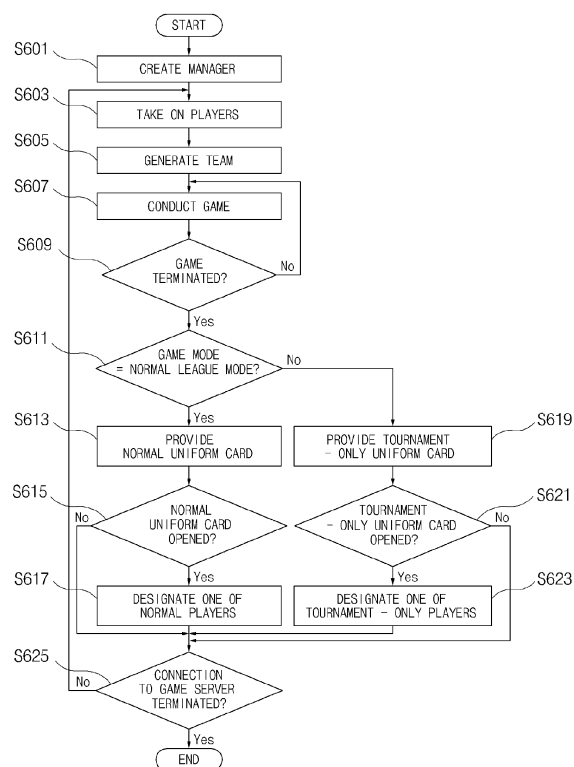 START
S601
CREATE MANAGER
S603
TAKE ON PLAYERS
S605
GENERATE TEAM
S607
CONDUCT GAME
S609
GAME
TERMINATED?
No
Yes
S611
GAME MODE
= NORMAL LEAGUE MODE?
No
Yes
S613
PROVIDE
NORMAL UNIFORM CARD
PROVIDE TOURNAMENT
- ONLY UNIFORM CARD
S619
S615
No
NORMAL
UNIFORM CARD
OPENED?
Yes
TOURNAMENT
- ONLY UNIFORM CARD
OPENED?
S621
No
Yes
S617
DESIGNATE ONE OF
NORMAL PLAYERS
DESIGNATE ONE OF
TOURNAMENT - ONLY PLAYERS
S623
S625
No
CONNECTION
TO GAME SERVER
TERMINATED?
Yes
END